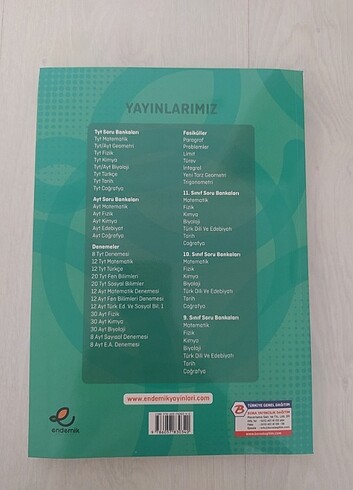 YAYINLARIMIZ
Tyt Soru Bankaları
Tyt Matematik
Tyt/Ayt Geometri
Tyt Fizik
Tyt Kimya
Tyt/Ayt Biyoloji
Tyt Türkçe
Tyt Tarih
Tyt Coğrafya
Ayt Soru Bankaları
Ayt Matematik
Ayt Fizik
Ayt Kimya
Ayt Edebiyat
Ayt Coğrafya
Denemeler
8 Tyt Denemesi
12 Tyt Matematik
12 Tyt Türkçe
20 Tyt Fen Bilimleri
20 Tyt Sosyal Bilimler
12 Ayt Matematik Denemesi
12 Ayt Fen Bilimleri Denemesi
12 Ayt Türk Ed. Ve Sosyal Bil. 1
30 Ayt Fizik
30 Ayt Kimya
30 Ayt Biyoloji
8 Ayt Sayısal Denemesi
8 Ayt E.A. Denemesi
Fasiküller
Paragraf
Problemler
Limit
Türev
İntegral
Yeni Tarz Geometri
Trigonometri
11. Sınıf Soru Bankaları
Matematik
Fizik
Kimya
Biyoloji
Türk Dili Ve Edebiyatı
Tarih
Coğrafya
10. Sınıf Soru Bankaları
Matematik
Fizik
Kimya
Biyoloji
Türk Dili Ve Edebiyatı
Tarih
Coğrafya
9. Sınıf Soru Bankaları
Matematik
Fizik
Kimya
Biyoloji
Türk Dili Ve Edebiyatı
Tarih
Coğrafya
www.endemikyayinlari.com
endemik
TÜRKİYE GENEL DAĞITIM